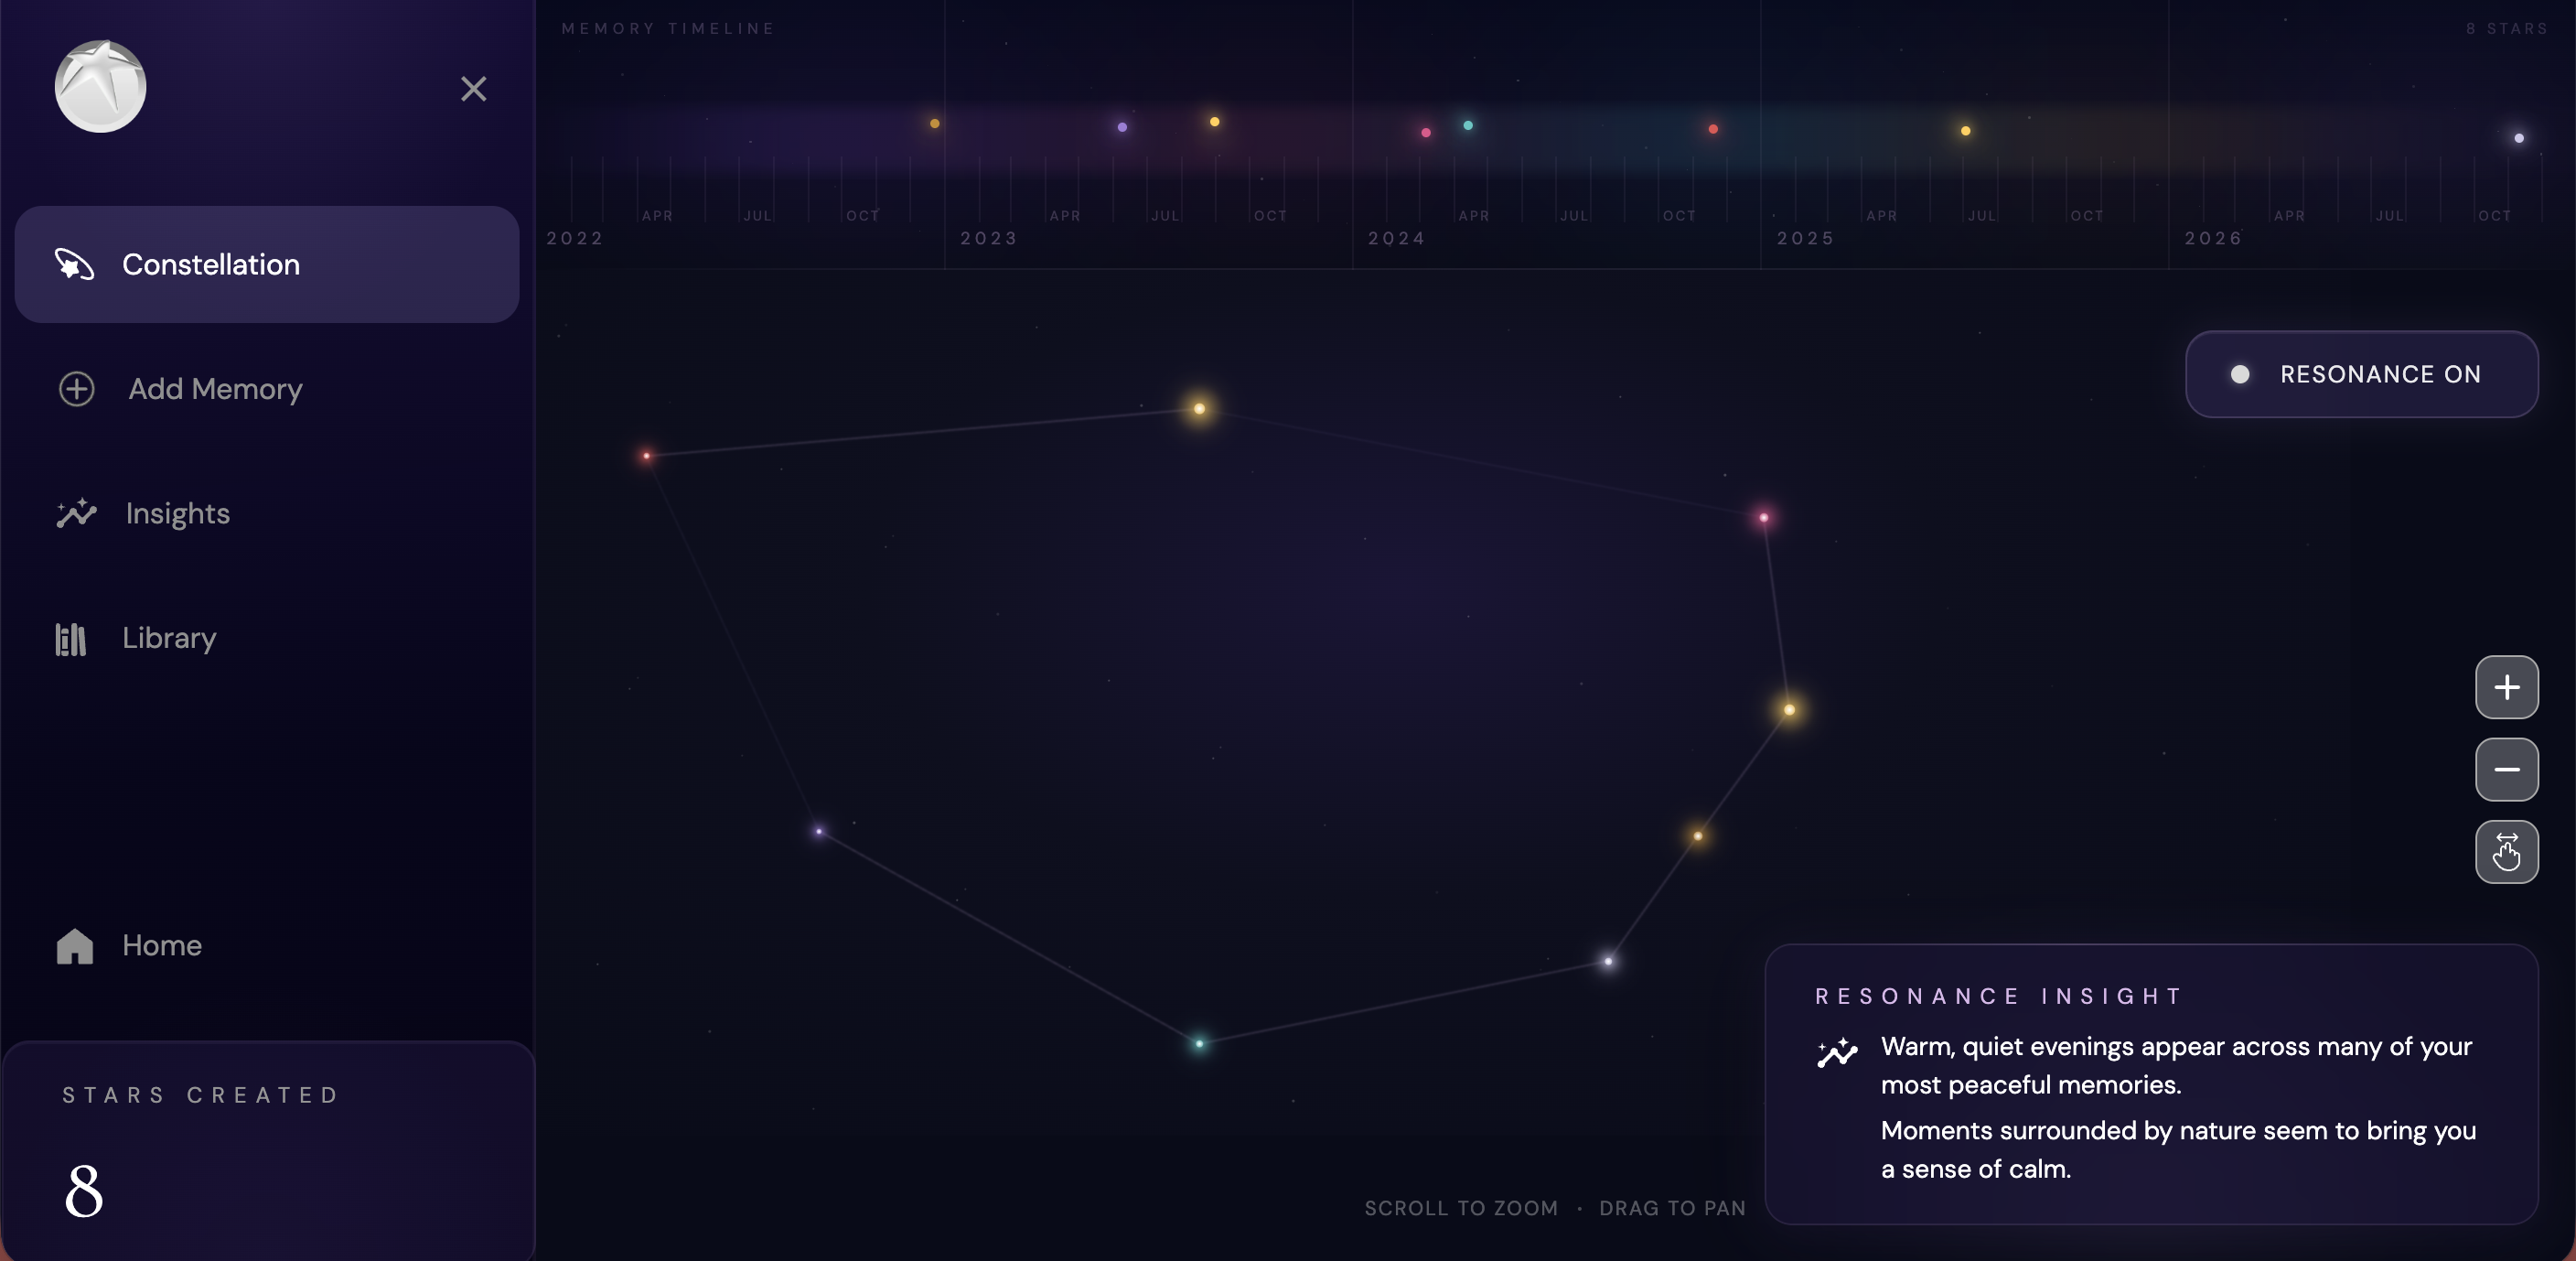 MEMORY TIMELINE
8 STARS
APR JUL OCT APR JUL OCT APR JUL OCT APR JUL OCT APR JUL OCT
2022 2023 2024 2025 2026
Constellation
Add Memory
Insights
Library
Home
STARS CREATED
8
RESONANCE ON
RESONANCE INSIGHT
Warm, quiet evenings appear across many of your
most peaceful memories.
Moments surrounded by nature seem to bring you
a sense of calm.
SCROLL TO ZOOM · DRAG TO PAN